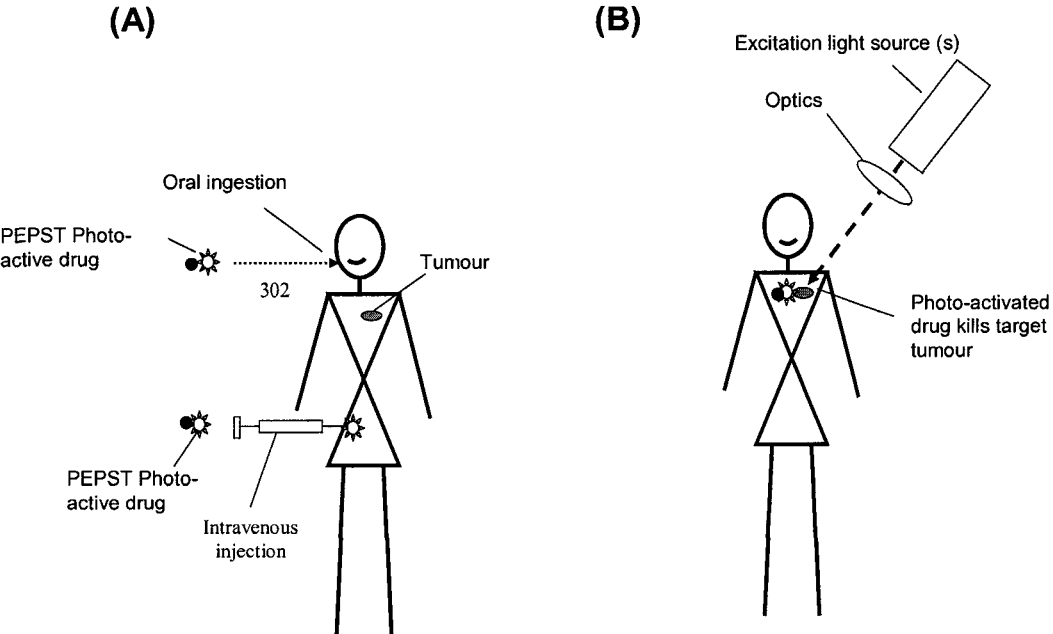 (A)
Oral ingestion
PEPST Photo-
active drug
302
Tumour
PEPST Photo-
active drug
Intravenous
injection
(B)
Excitation light source (s)
Optics
Photo-activated
drug kills target
tumour